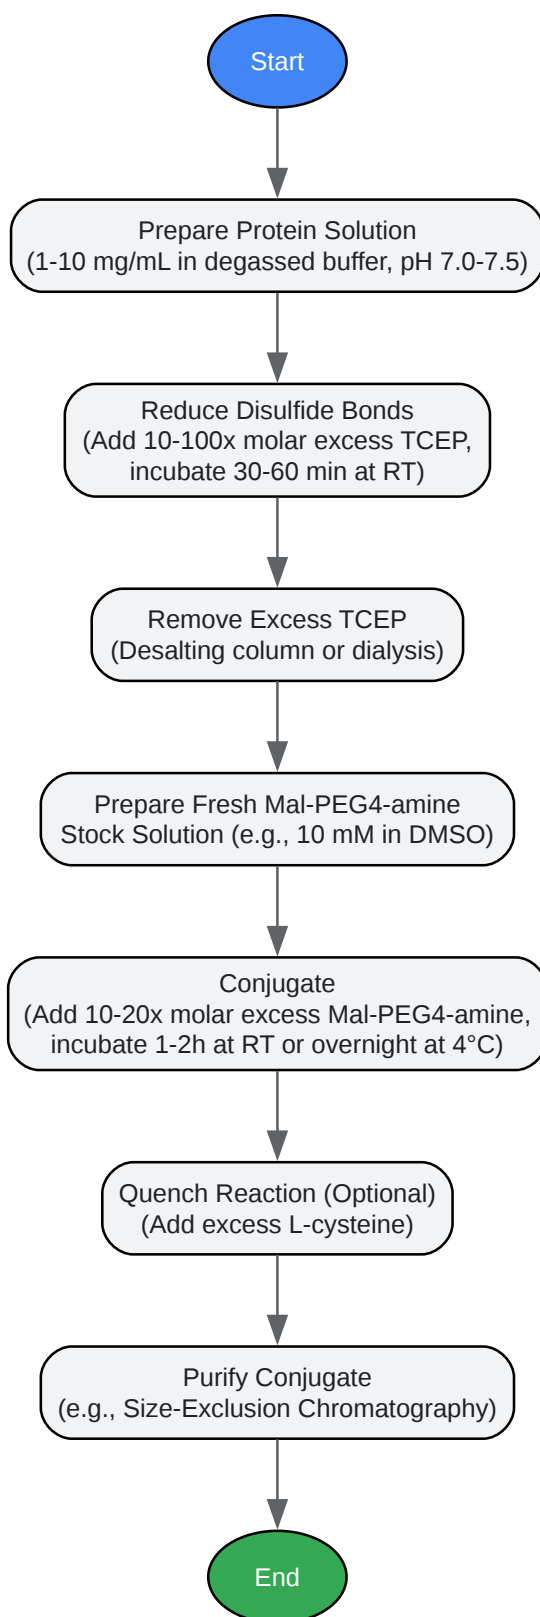 Start
Prepare Protein Solution
(1-10 mg/mL in degassed buffer, pH 7.0-7.5)
Reduce Disulfide Bonds
(Add 10-100x molar excess TCEP,
incubate 30-60 min at RT)
Remove Excess TCEP
(Desalting column or dialysis)
Prepare Fresh Mal-PEG4-amine
Stock Solution (e.g., 10 mM in DMSO)
Conjugate
(Add 10-20x molar excess Mal-PEG4-amine,
incubate 1-2h at RT or overnight at 4°C)
Quench Reaction (Optional)
(Add excess L-cysteine)
Purify Conjugate
(e.g., Size-Exclusion Chromatography)
End